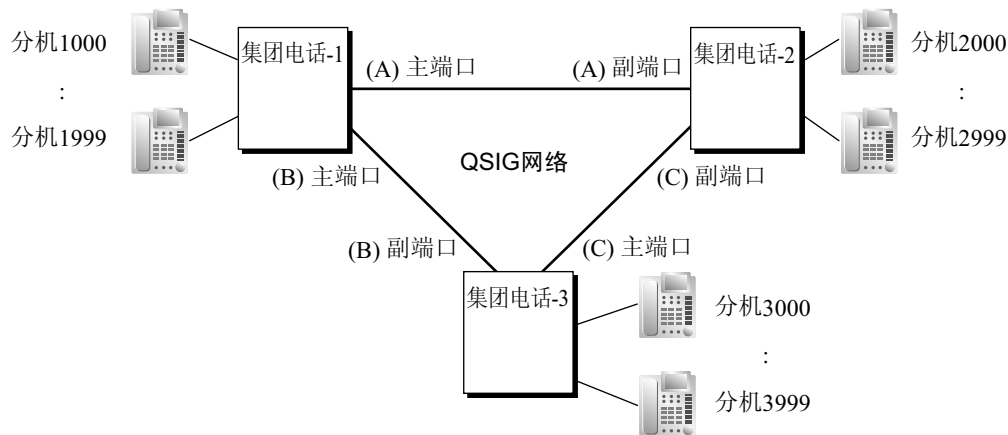 分机1000
:
分机1999
集团电话-1
(A) 主端口
(A) 副端口
集团电话-2
分机2000
:
分机2999
(B) 主端口
QSIG网络
(C) 副端口
(B) 副端口
(C) 主端口
集团电话-3
分机3000
:
分机3999